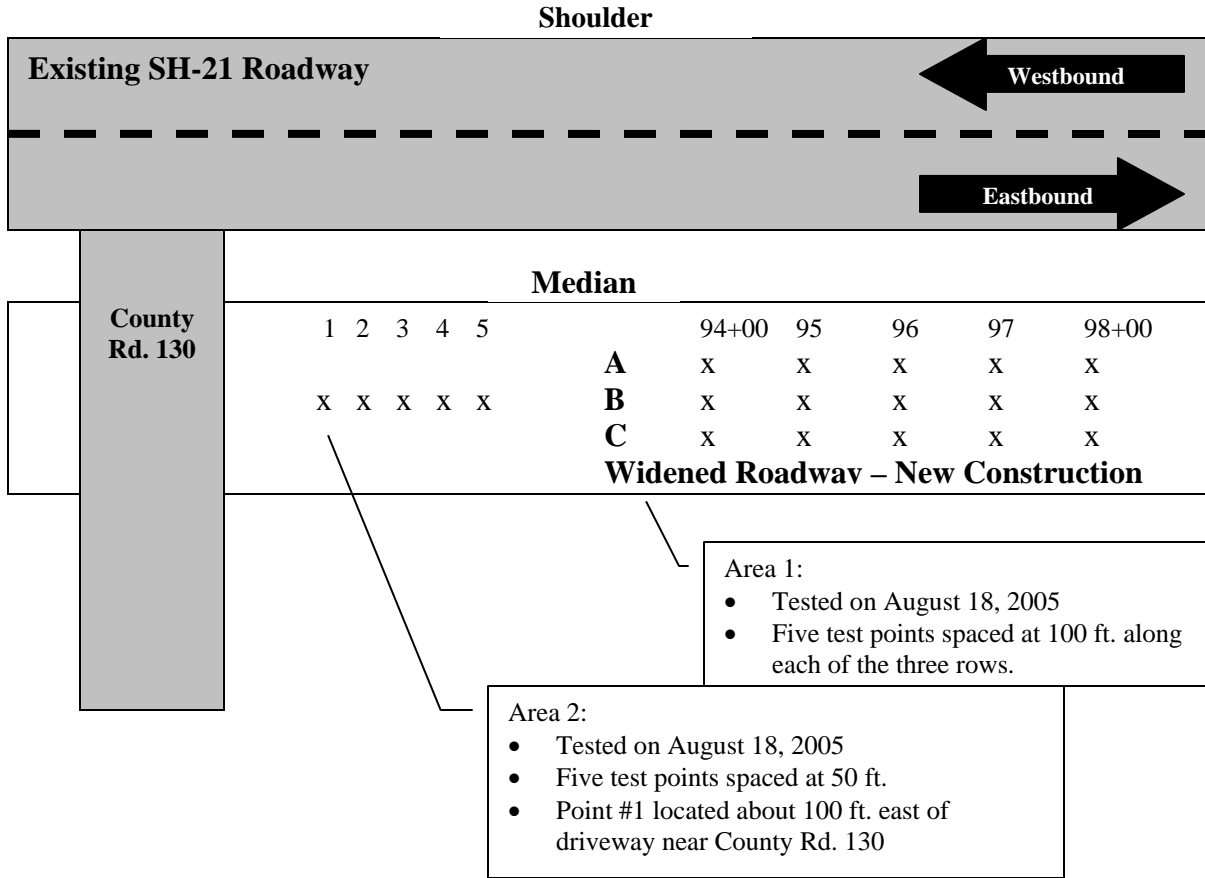 Shoulder
Existing SH-21 Roadway
Westbound
Eastbound
Median
County
Rd. 130
1 2 3 4 5
94+00 95 96 97 98+00
A x x x x x
x x x x x B x x x x x
C x x x x x
Widened Roadway – New Construction
Area 1:
• Tested on August 18, 2005
• Five test points spaced at 100 ft. along
each of the three rows.
Area 2:
• Tested on August 18, 2005
• Five test points spaced at 50 ft.
• Point #1 located about 100 ft. east of
driveway near County Rd. 130